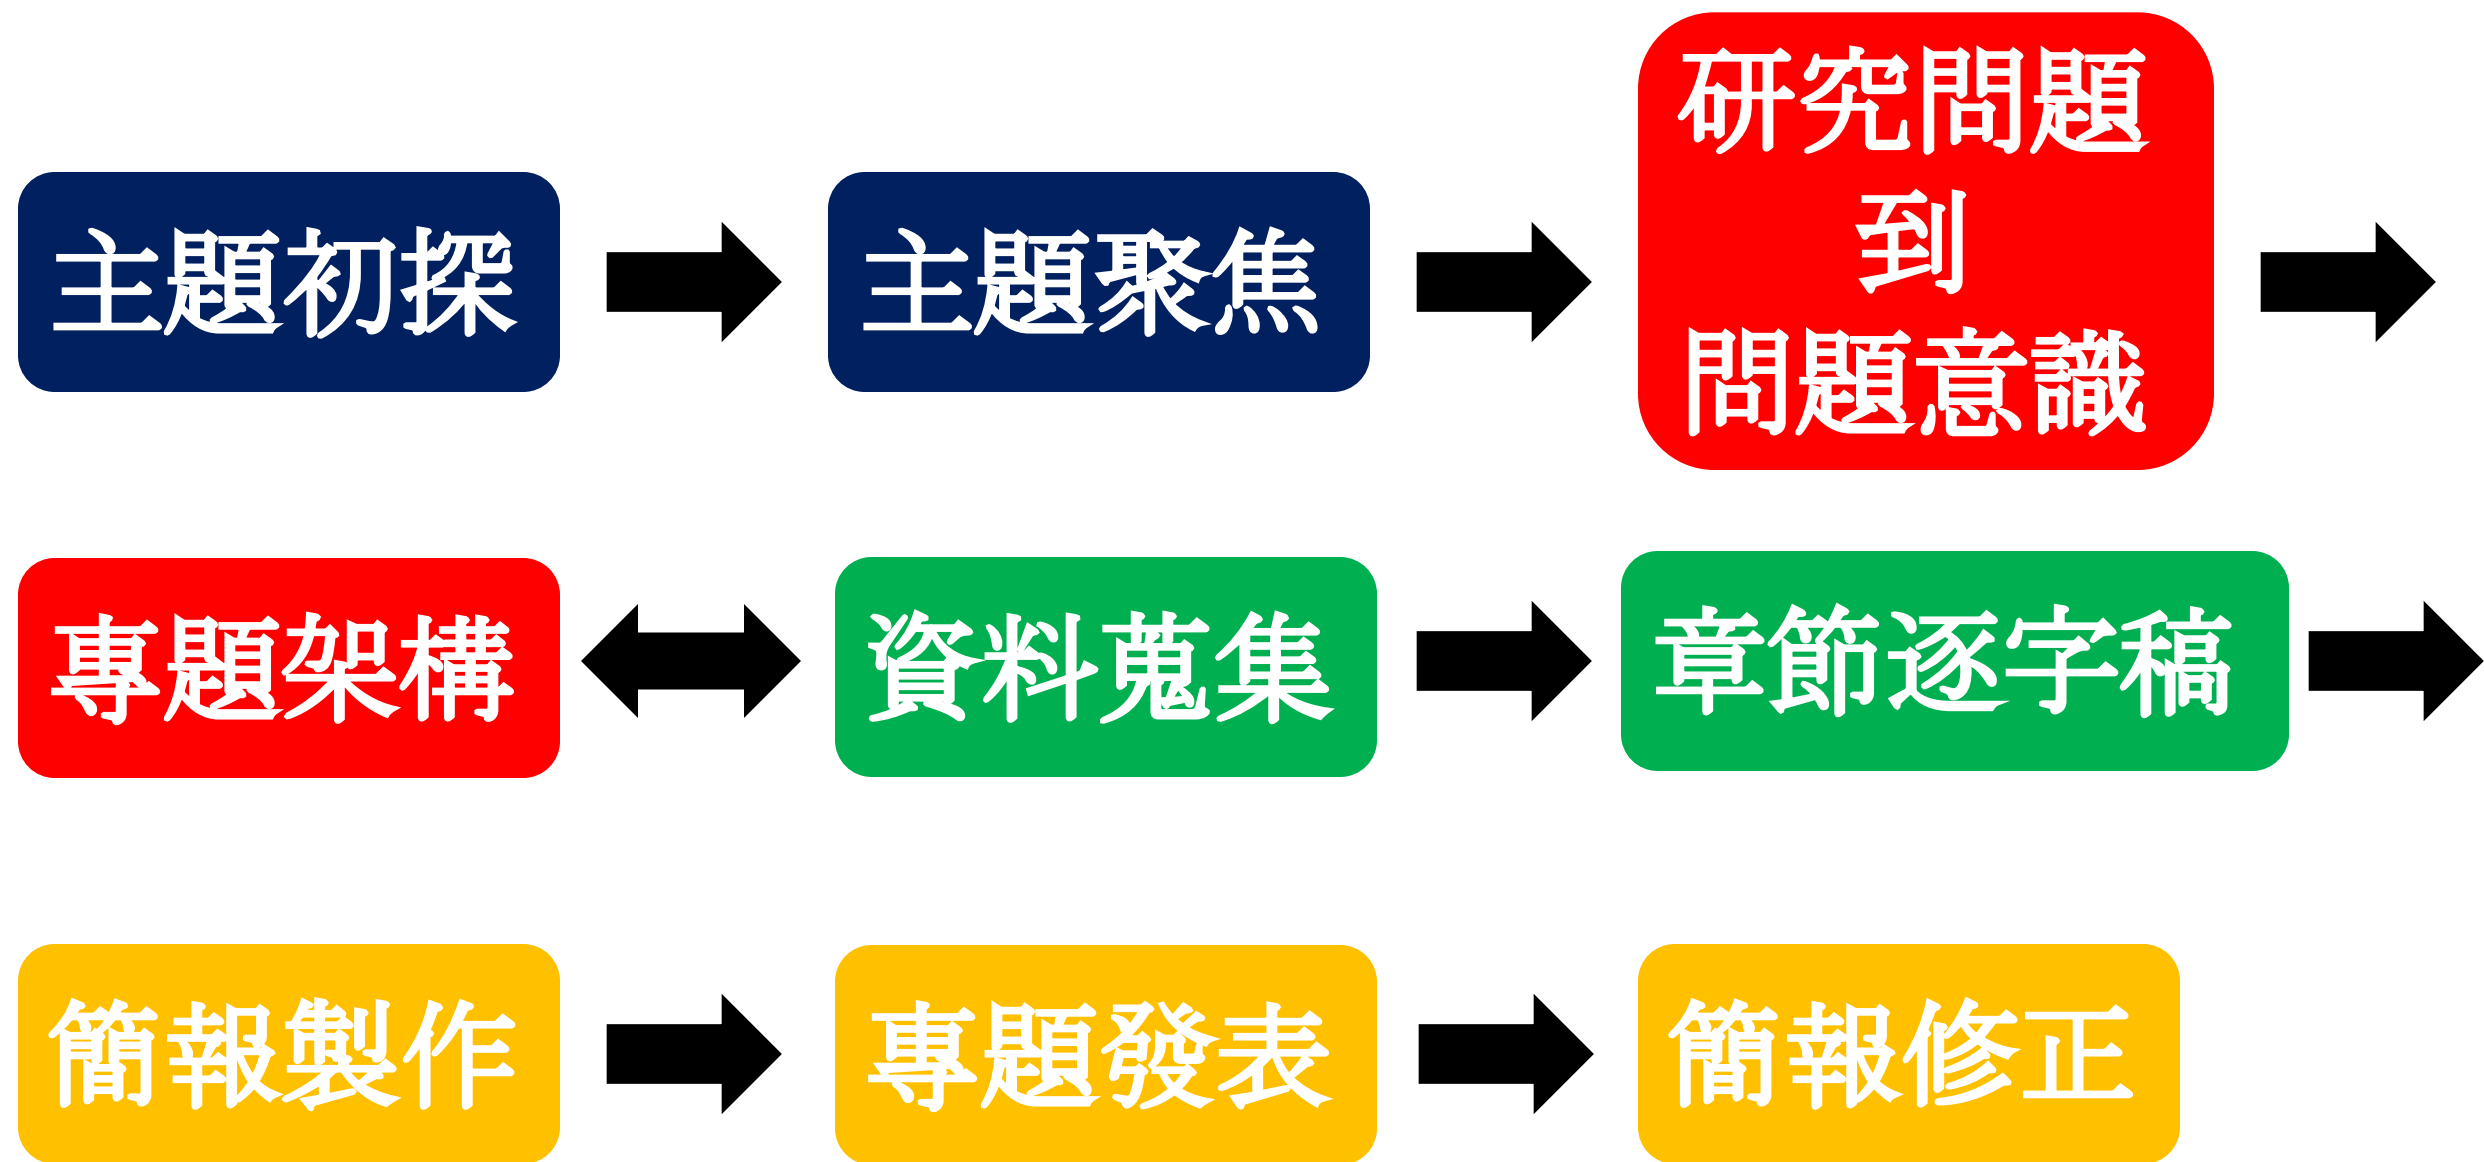 主題初探
主題聚焦
研究問題
到
問題意識
專題架構
資料蒐集
章節逐字稿
簡報製作
專題發表
簡報修正